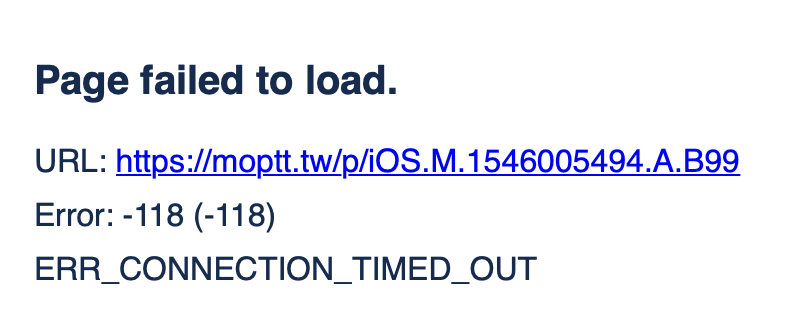 Page failed to load.
URL: https://moptt.tw/p/iOS.M.1546005494.A.B99
Error: -118 (-118)
ERR_CONNECTION_TIMED_OUT